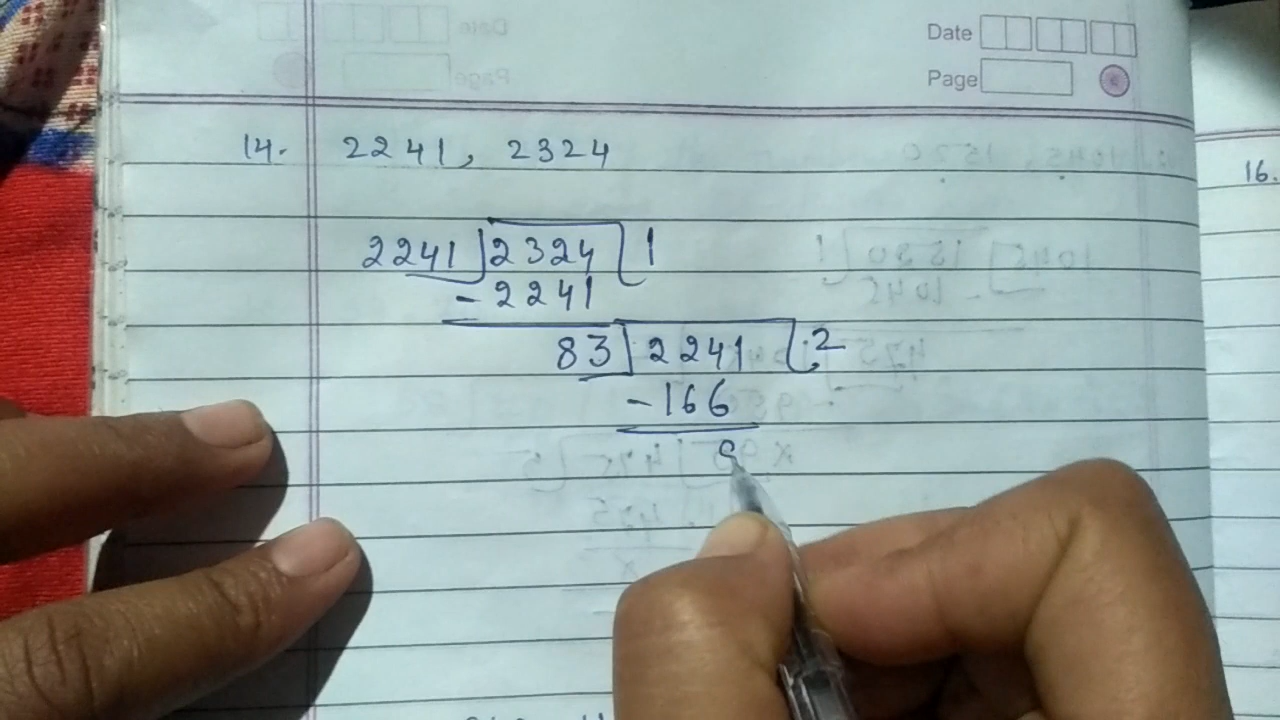 Date
Page
14. 2241, 2324
16.
2241 2324 1
- 2241
83 2241 2
- 166